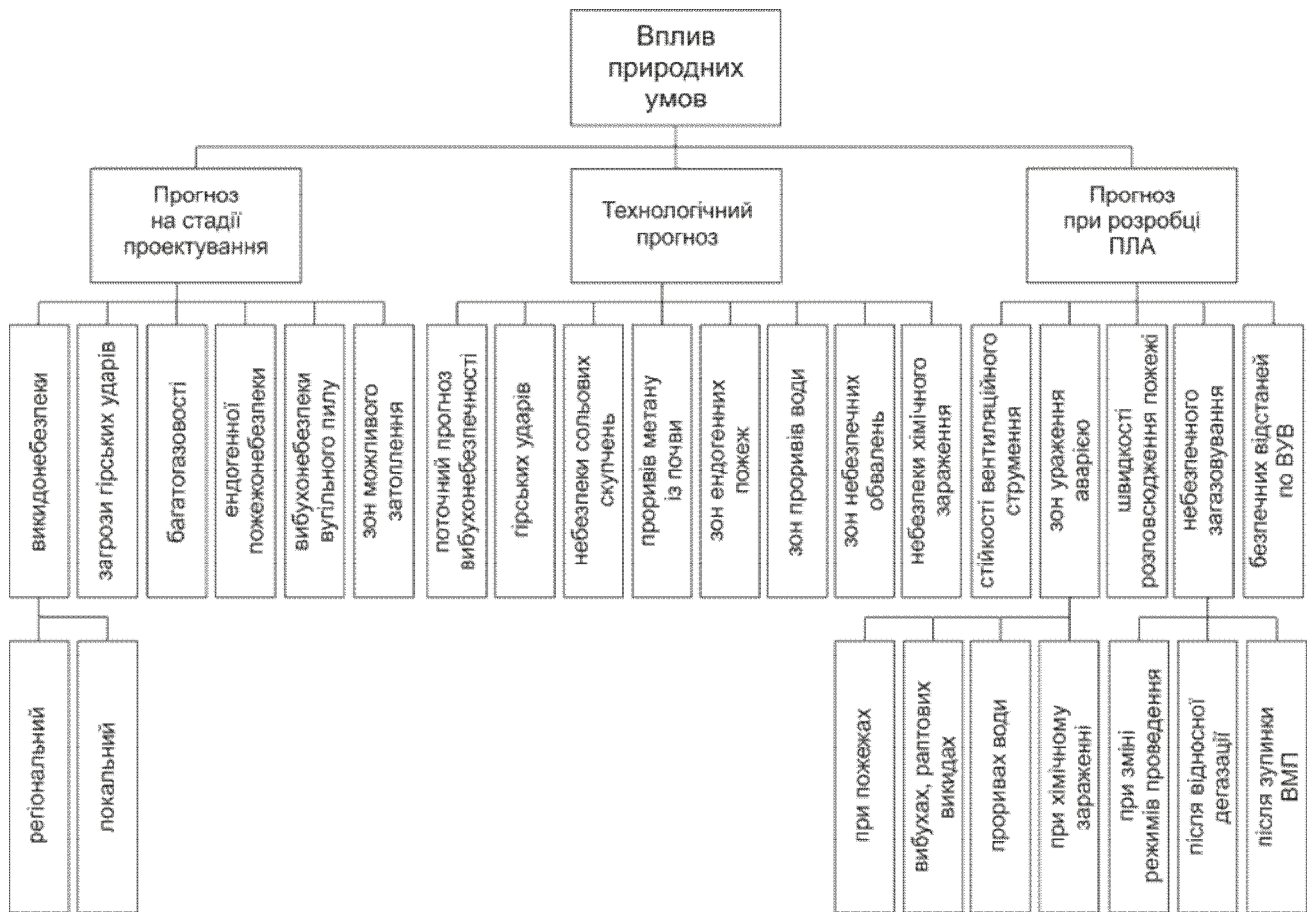 Вплив
природних
умов
Прогноз
на стадії
проектування
Технологічний
прогноз
Прогноз
при розробці
ПЛА
викидонебезпеки
загрози гірських ударів
багатогазовості
ендогенної
пожежонебезпеки
вибухонебезпеки
вугільного пилу
зон можливого
затоплення
поточний прогноз
вибухонебезпечності
гірських ударів
небезпеки сольових
скупчень
проривів метану
із почви
зон ендогенних
пожеж
зон проривів води
зон небезпечних
обвалень
небезпеки хімічного
зараження
стійкості вентиляційного
струмення
зон ураження
аварією
швидкості
розповсюдження пожежі
небезпечного
загазовування
безпечних відстаней
по ВУВ
регіональний
локальний
при пожежах
вибухах, раптових
викидах
проривах води
при хімічному
зараженні
при зміні
режимів проведення
після відносної
дегазації
після зупинки
ВМП